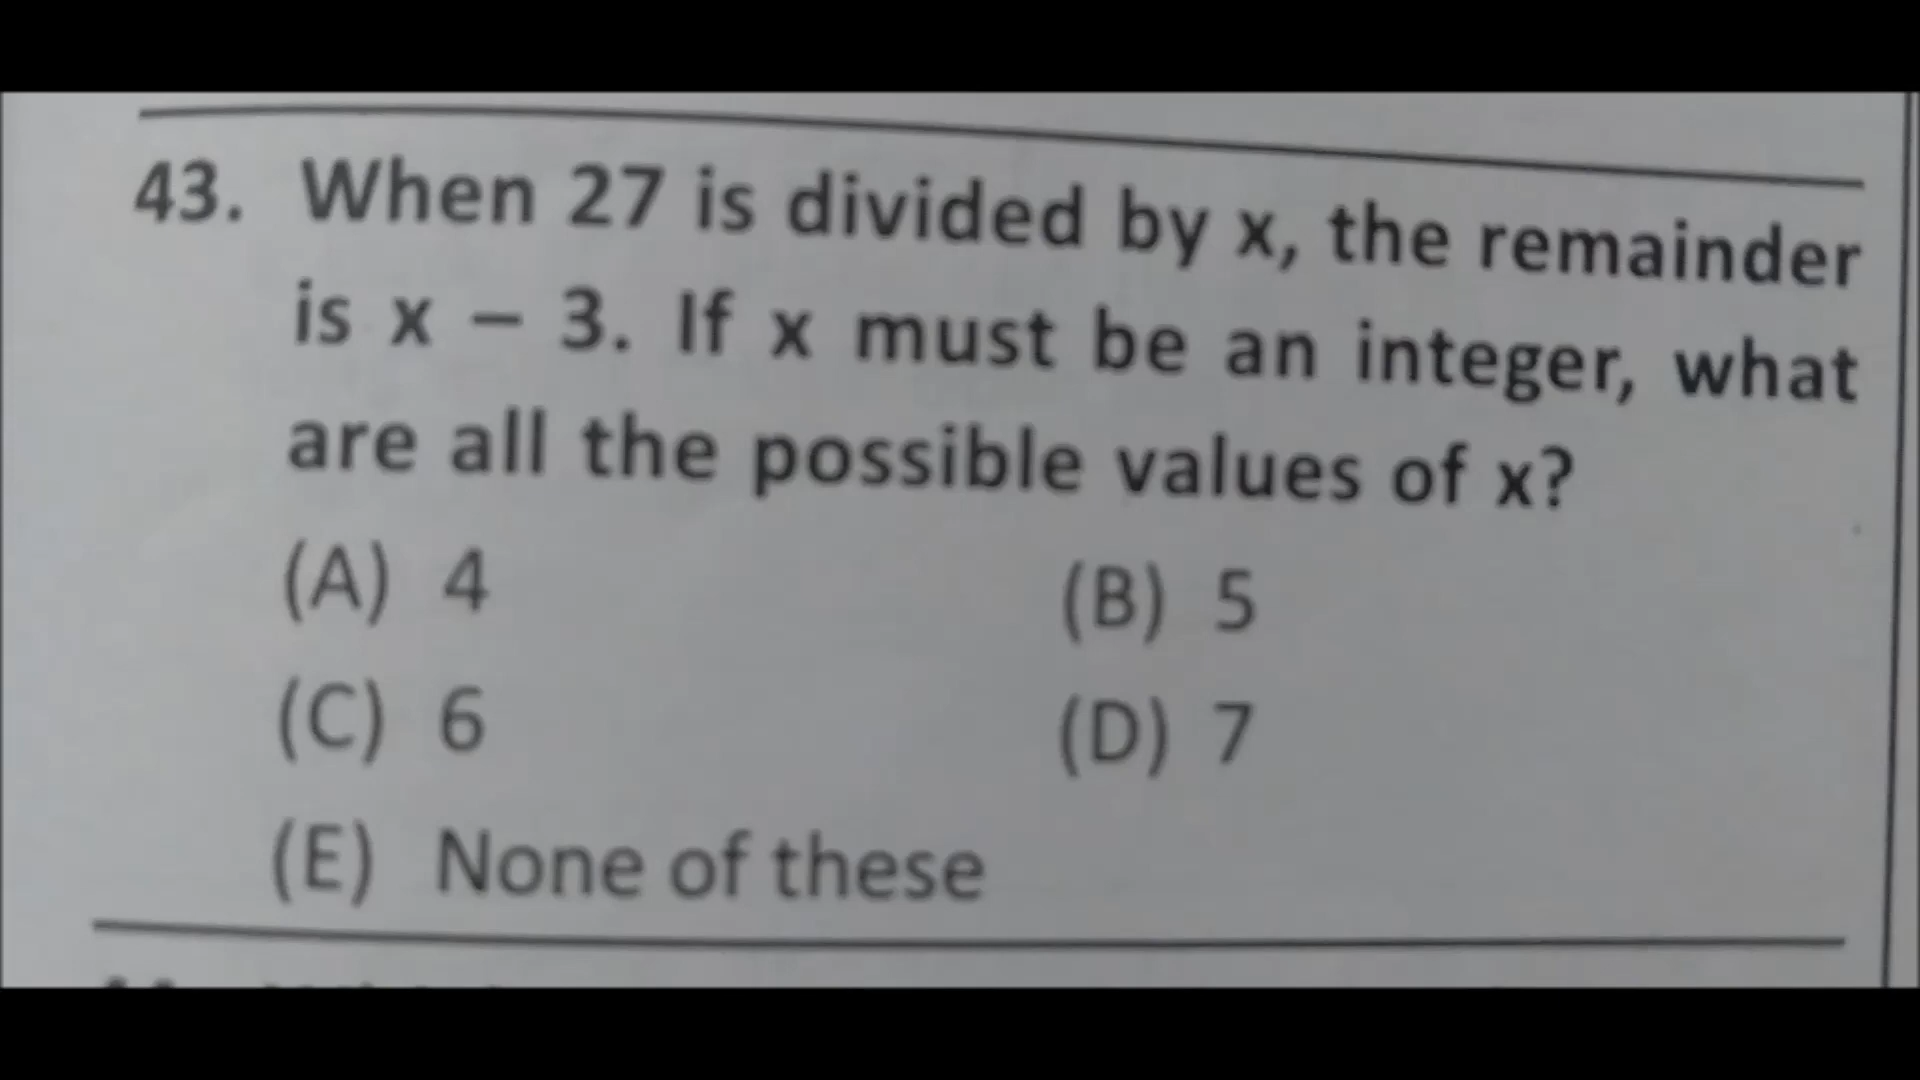 43. When 27 is divided by x, the remainder
is x – 3. If x must be an integer, what
are all the possible values of x?
(A) 4 (B) 5
(C) 6 (D) 7
(E) None of these